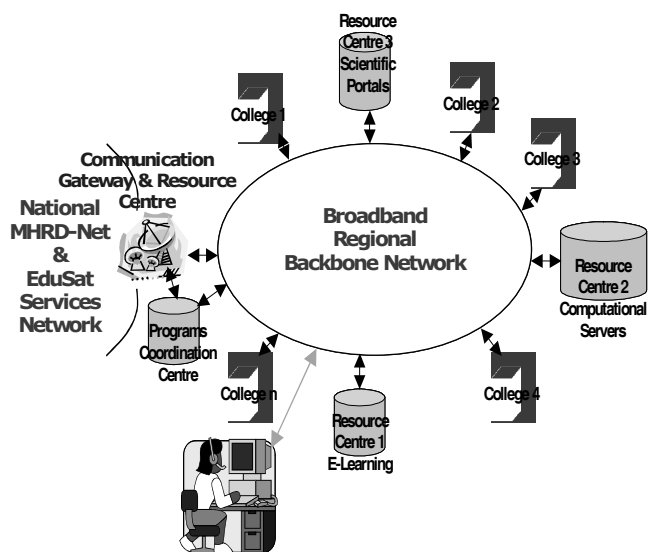 Resource
Centre 3
Scientific
Portals
College 1
College 2
College 3
Communication
Gateway & Resource
Centre
National
MHRD-Net
&
EduSat
Services
Network
Broadband
Regional
Backbone Network
Resource
Centre 2
Computational
Servers
Programs
Coordination
Centre
College n
College 4
Resource
Centre 1
E-Learning